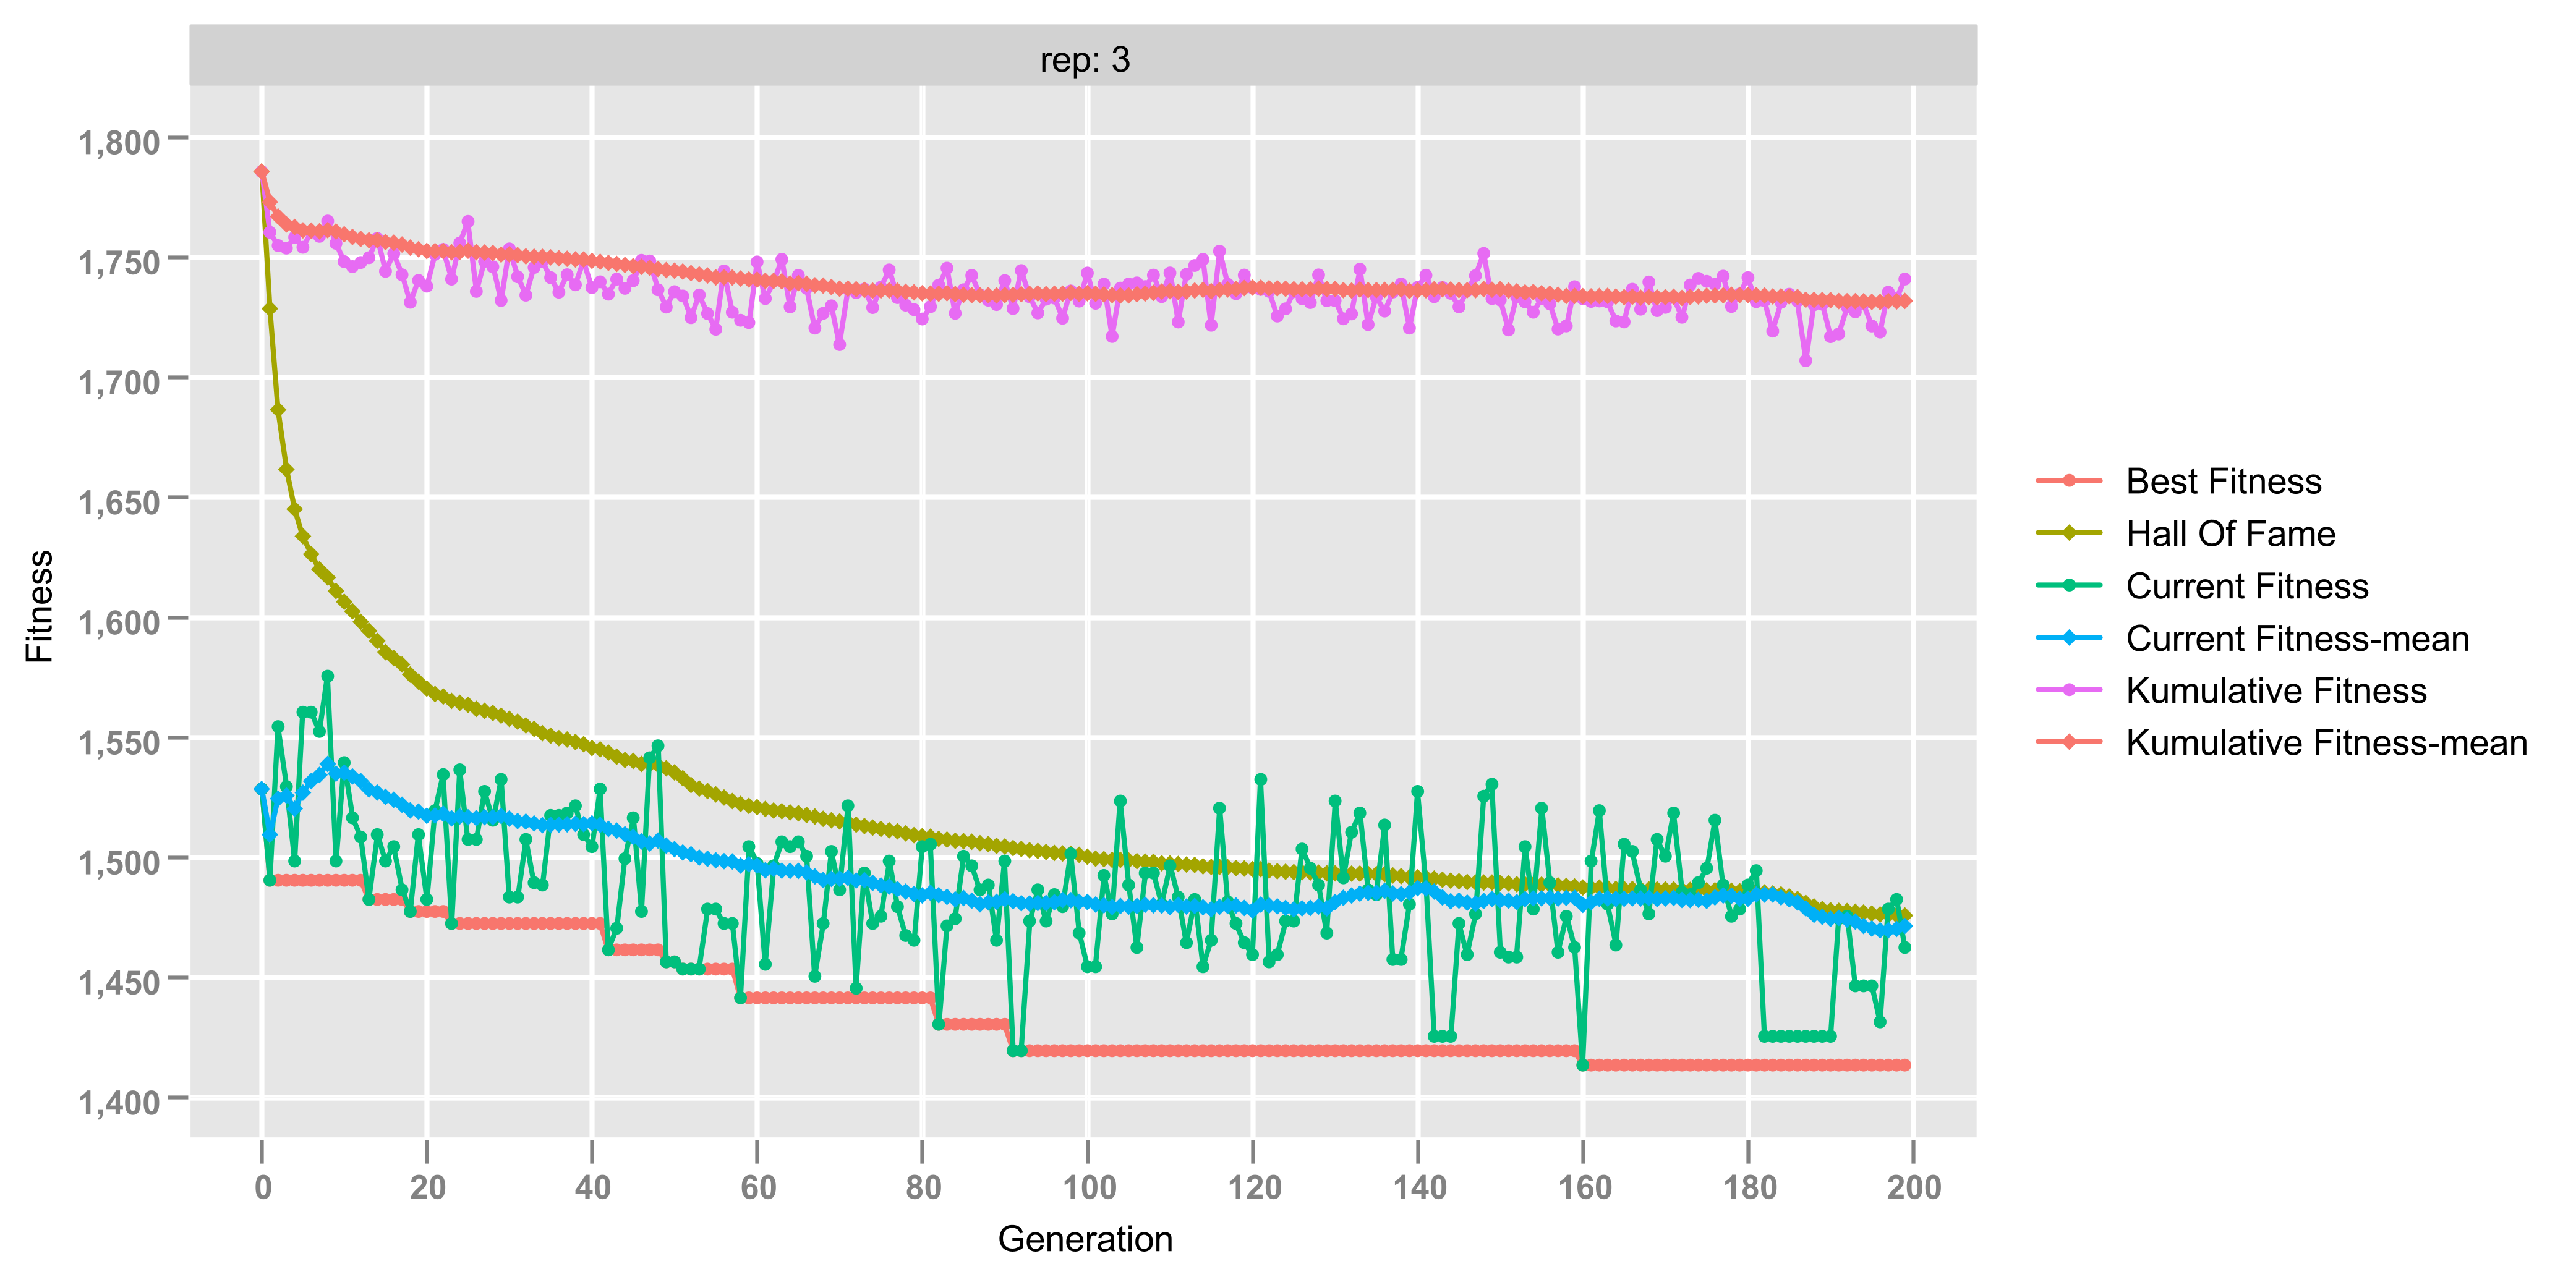 rep: 3
1,800
1,750
1,700
1,650
1,600
1,550
1,500
1,450
1,400
Fitness
0 20 40 60 80 100 120 140 160 180 200
Generation
Best Fitness
Hall Of Fame
Current Fitness
Current Fitness-mean
Kumulative Fitness
Kumulative Fitness-mean